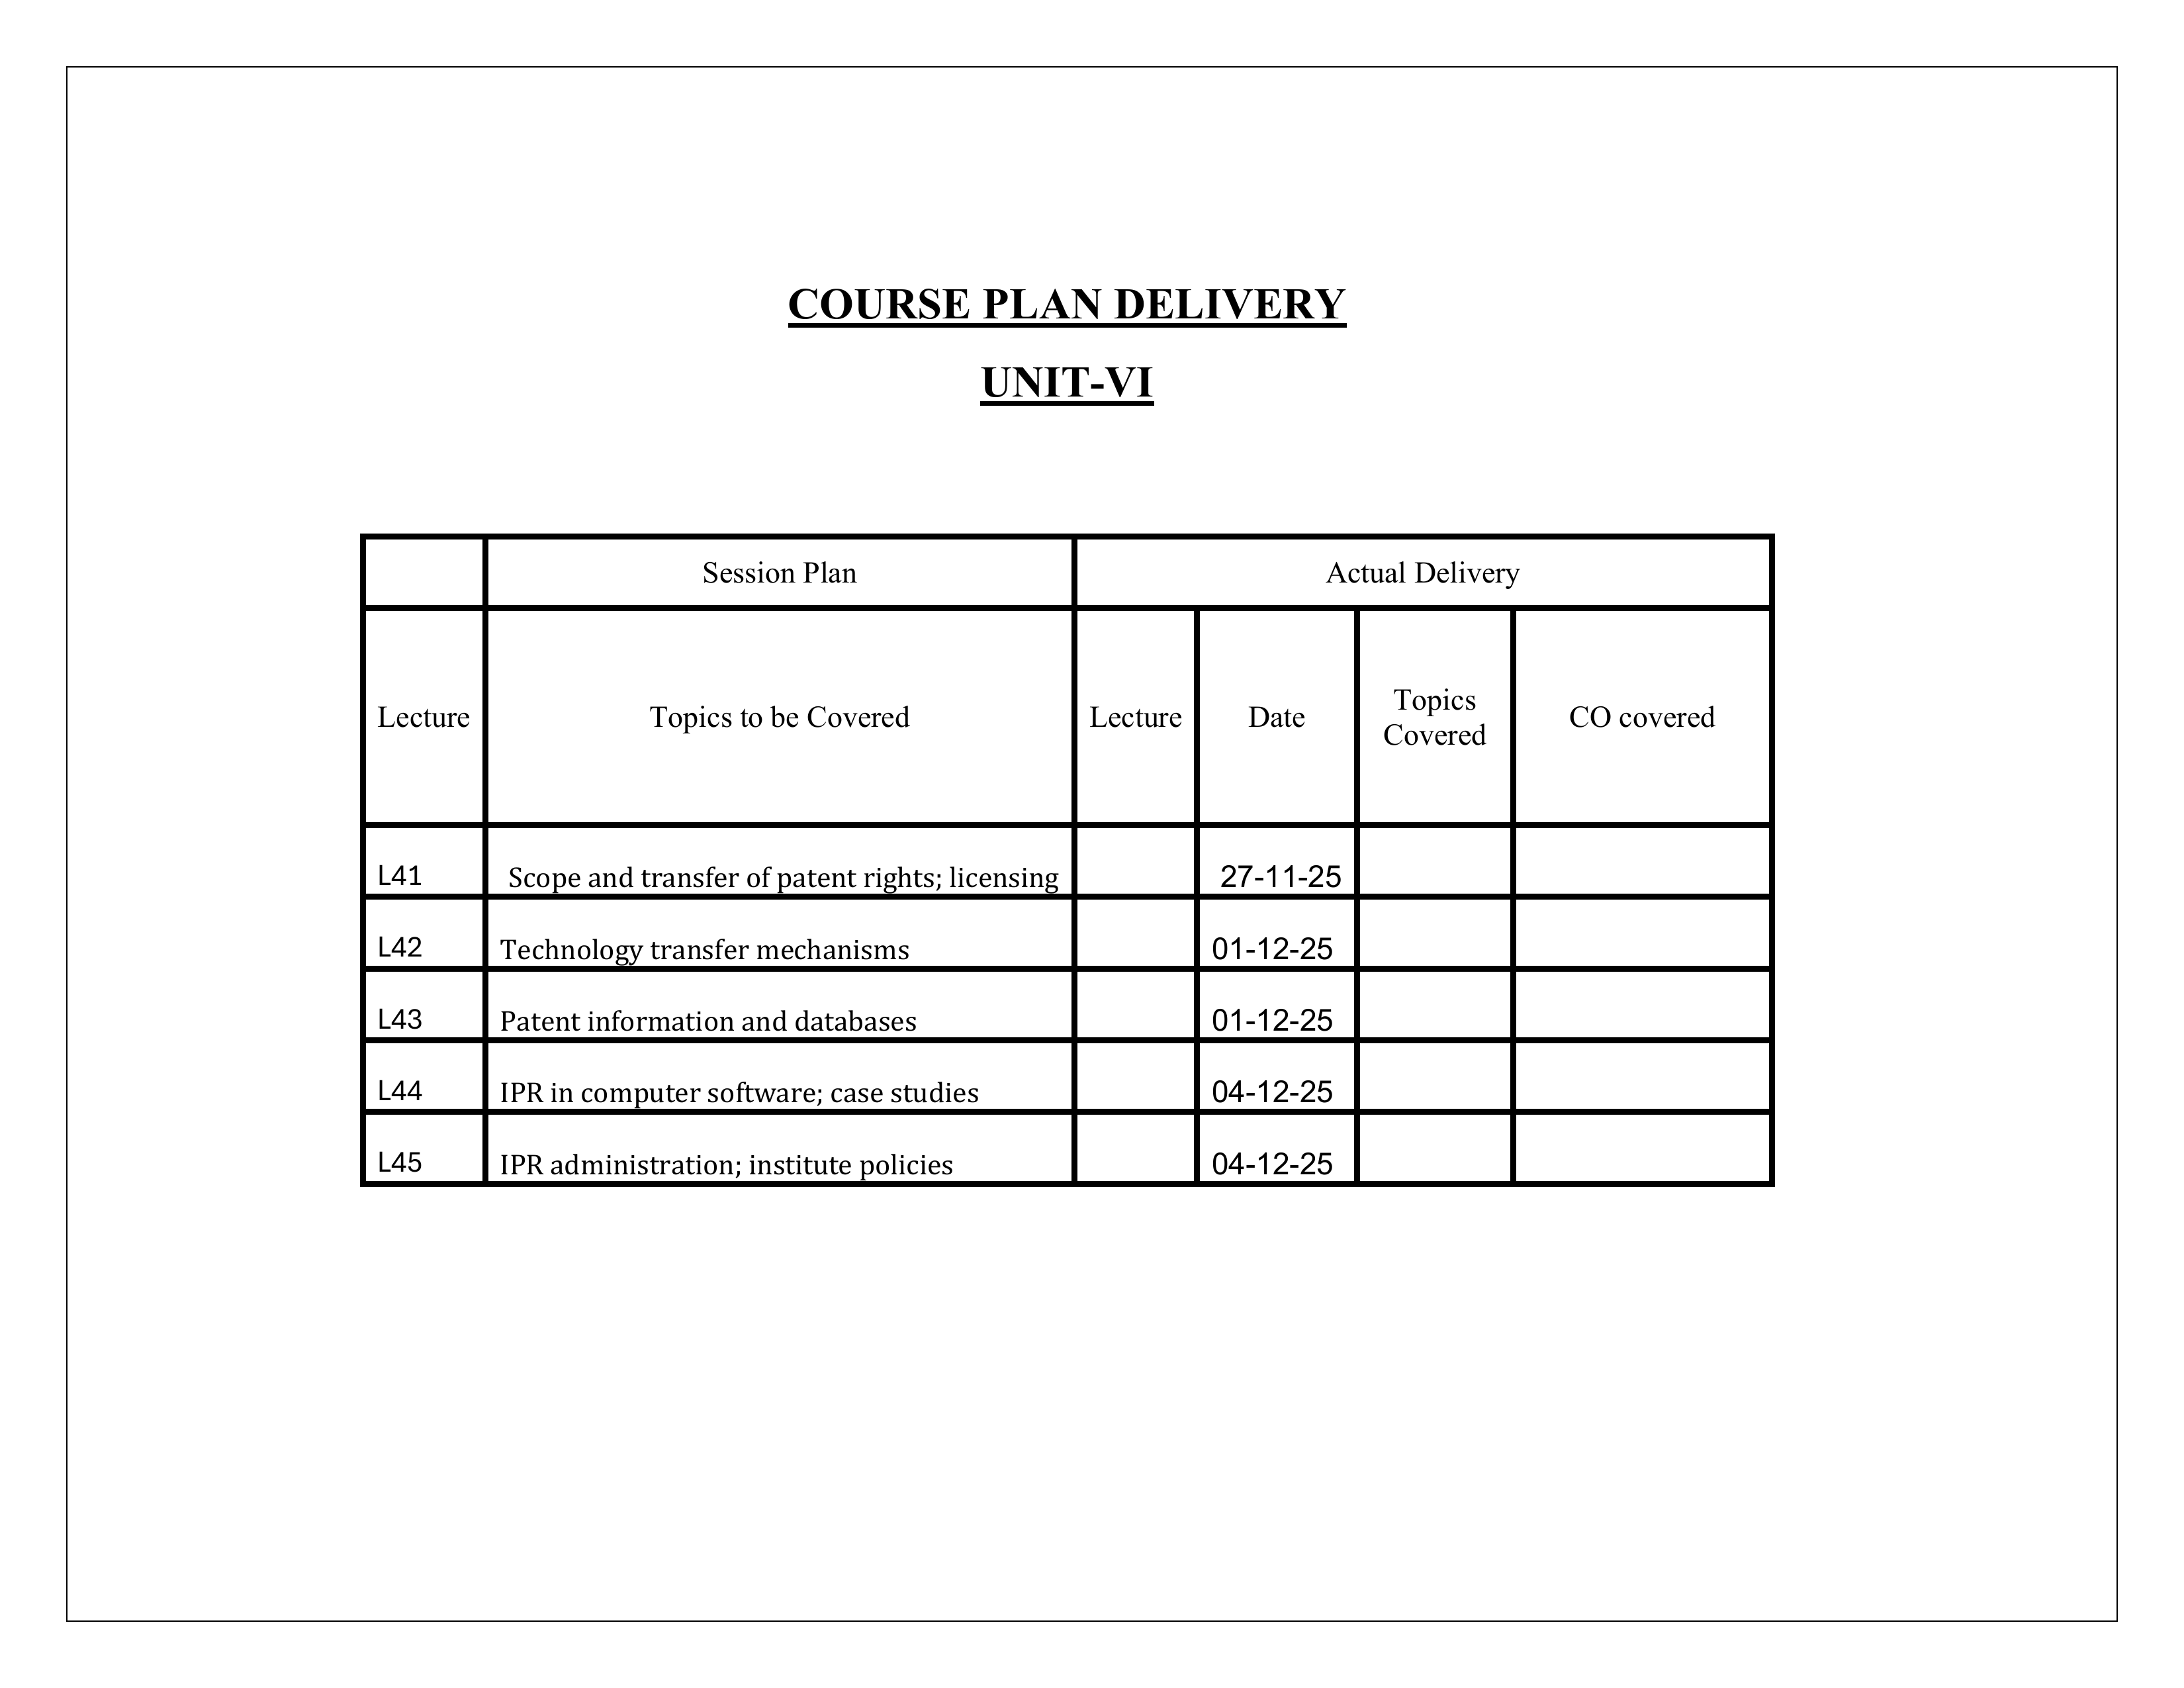 COURSE PLAN DELIVERY
UNIT-VI
Session Plan Actual Delivery
Lecture Topics to be Covered Lecture Date Topics Covered CO covered
L41 Scope and transfer of patent rights; licensing 27-11-25
L42 Technology transfer mechanisms 01-12-25
L43 Patent information and databases 01-12-25
L44 IPR in computer software; case studies 04-12-25
L45 IPR administration; institute policies 04-12-25